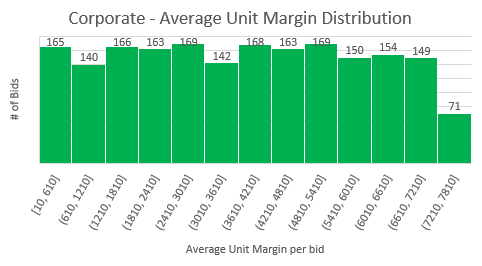 Corporate - Average Unit Margin Distribution
165 140 166 163 169 142 168 163 169 150 154 149 71
# of Bids
[10, 610] (610, 1210] (1210, 1810] (1810, 2410] (2410, 3010] (3010, 3610] (3610, 4210] (4210, 4810] (4810, 5410] (5410, 6010] (6010, 6610] (6610, 7210] (7210, 7810]
Average Unit Margin per bid